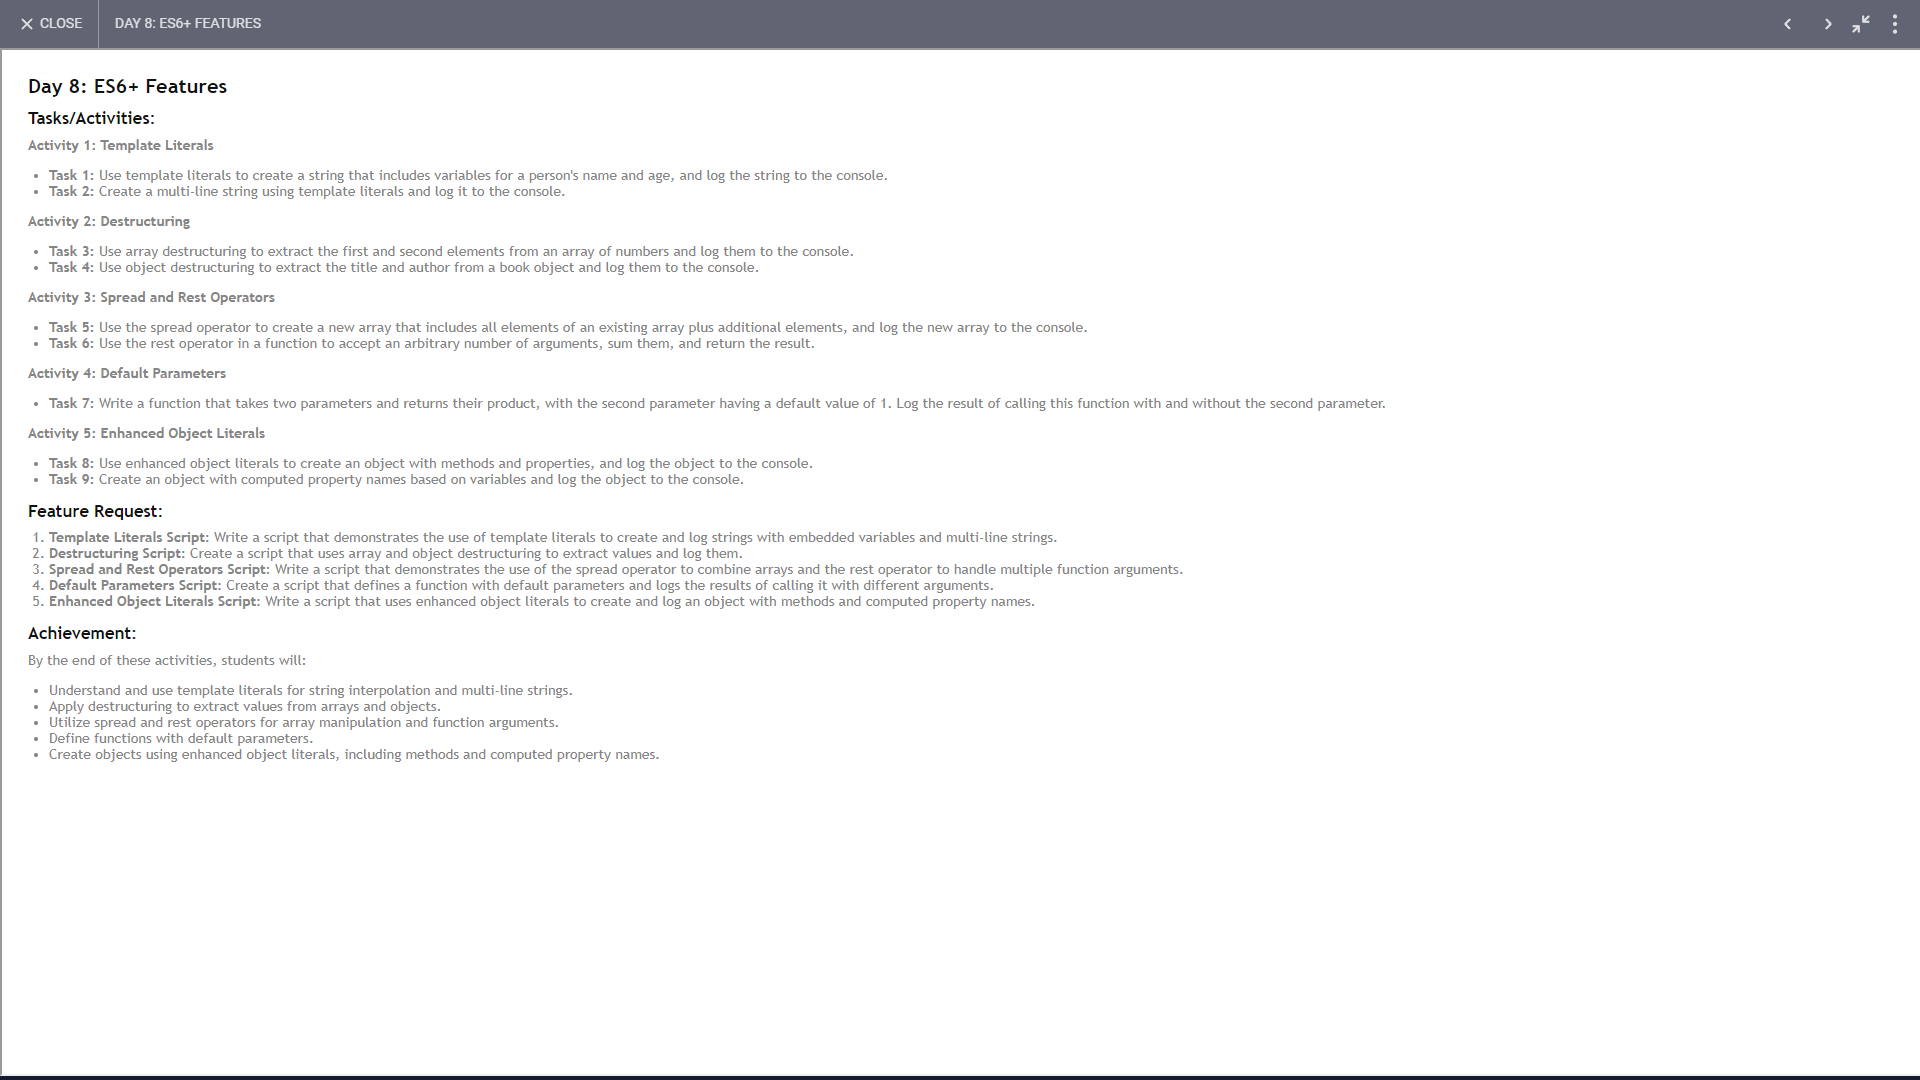 CLOSE DAY 8: ES6+ FEATURES
Day 8: ES6+ Features
Tasks/Activities:
Activity 1: Template Literals
• Task 1: Use template literals to create a string that includes variables for a person's name and age, and log the string to the console.
• Task 2: Create a multi-line string using template literals and log it to the console.
Activity 2: Destructuring
• Task 3: Use array destructuring to extract the first and second elements from an array of numbers and log them to the console.
• Task 4: Use object destructuring to extract the title and author from a book object and log them to the console.
Activity 3: Spread and Rest Operators
• Task 5: Use the spread operator to create a new array that includes all elements of an existing array plus additional elements, and log the new array to the console.
• Task 6: Use the rest operator in a function to accept an arbitrary number of arguments, sum them, and return the result.
Activity 4: Default Parameters
• Task 7: Write a function that takes two parameters and returns their product, with the second parameter having a default value of 1. Log the result of calling this function with and without the second parameter.
Activity 5: Enhanced Object Literals
• Task 8: Use enhanced object literals to create an object with methods and properties, and log the object to the console.
• Task 9: Create an object with computed property names based on variables and log the object to the console.
Feature Request:
1. Template Literals Script: Write a script that demonstrates the use of template literals to create and log strings with embedded variables and multi-line strings.
2. Destructuring Script: Create a script that uses array and object destructuring to extract values and log them.
3. Spread and Rest Operators Script: Write a script that demonstrates the use of the spread operator to combine arrays and the rest operator to handle multiple function arguments.
4. Default Parameters Script: Create a script that defines a function with default parameters and logs the results of calling it with different arguments.
5. Enhanced Object Literals Script: Write a script that uses enhanced object literals to create and log an object with methods and computed property names.
Achievement:
By the end of these activities, students will:
• Understand and use template literals for string interpolation and multi-line strings.
• Apply destructuring to extract values from arrays and objects.
• Utilize spread and rest operators for array manipulation and function arguments.
• Define functions with default parameters.
• Create objects using enhanced object literals, including methods and computed property names.